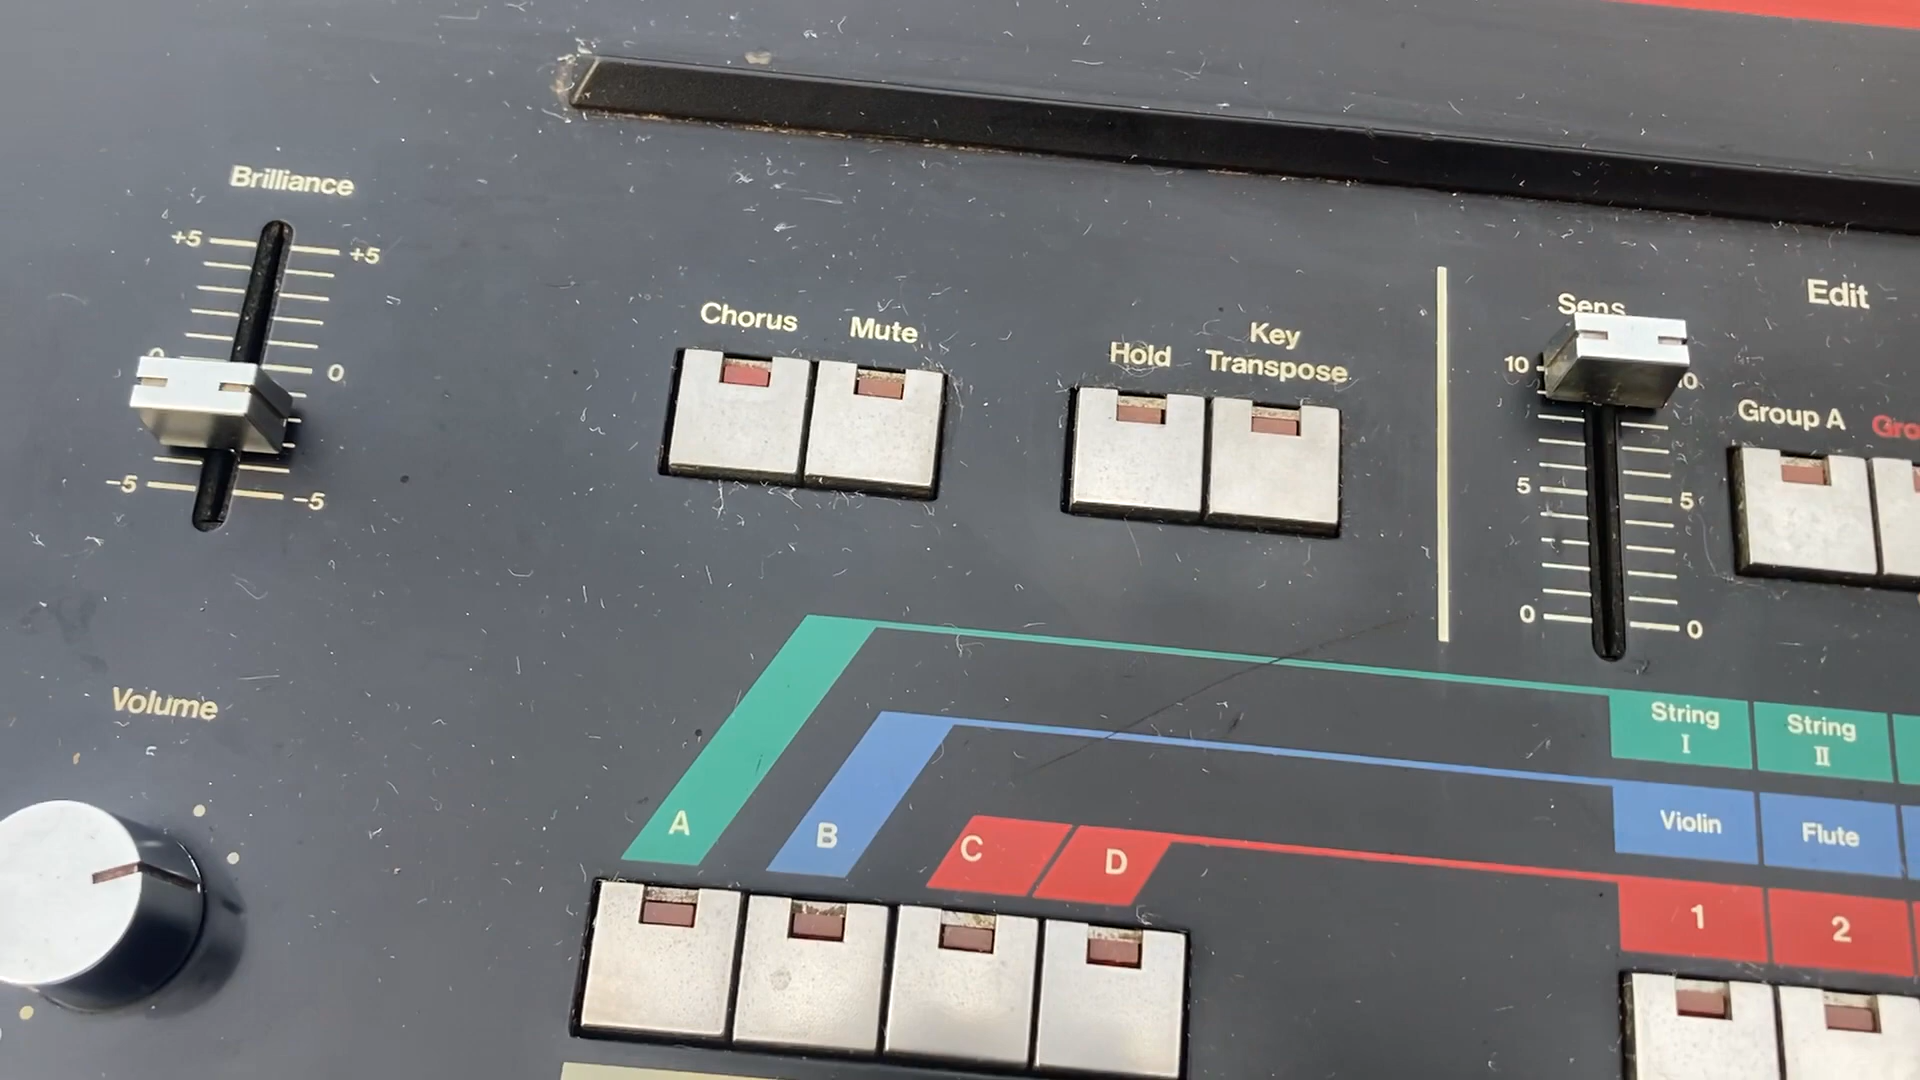 Brilliance
+5
+5
0
0
-5
-5
Chorus
Mute
Hold
Key
Transpose
Sens
10
5
5
0
0
Edit
Group A
Volume
A
B
C
D
String
I
String
II
Violin
Flute
1
2